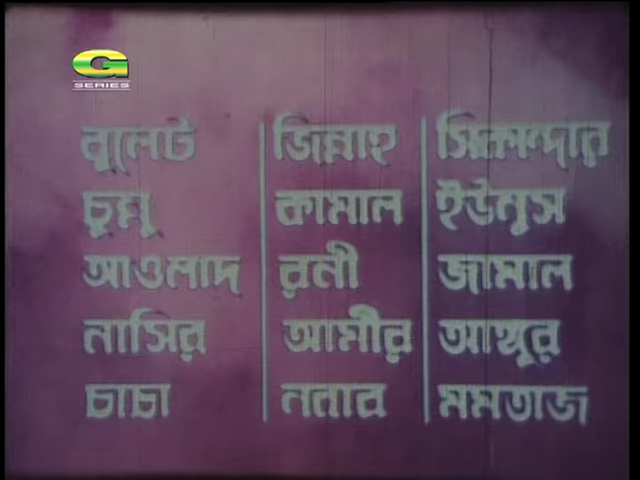 G
SERIES
বুলেট জিন্নাহ সিকান্দার
চুন্নু কামাল ইউনুস
আওলাদ রনী জামাল
নাসির আমীর আঙ্গুর
চাচা নবাব মমতাজ